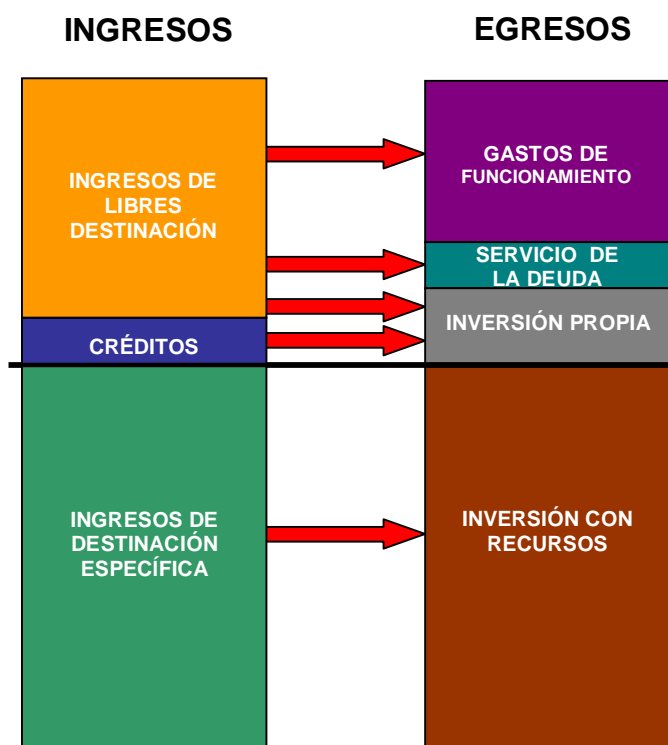 INGRESOS
EGRESOS
INGRESOS DE
LIBRES
DESTINACIÓN
CRÉDITOS
INGRESOS DE
DESTINACIÓN
ESPECÍFICA
GASTOS DE
FUNCIONAMIENTO
SERVICIO DE
LA DEUDA
INVERSIÓN PROPIA
INVERSIÓN CON
RECURSOS